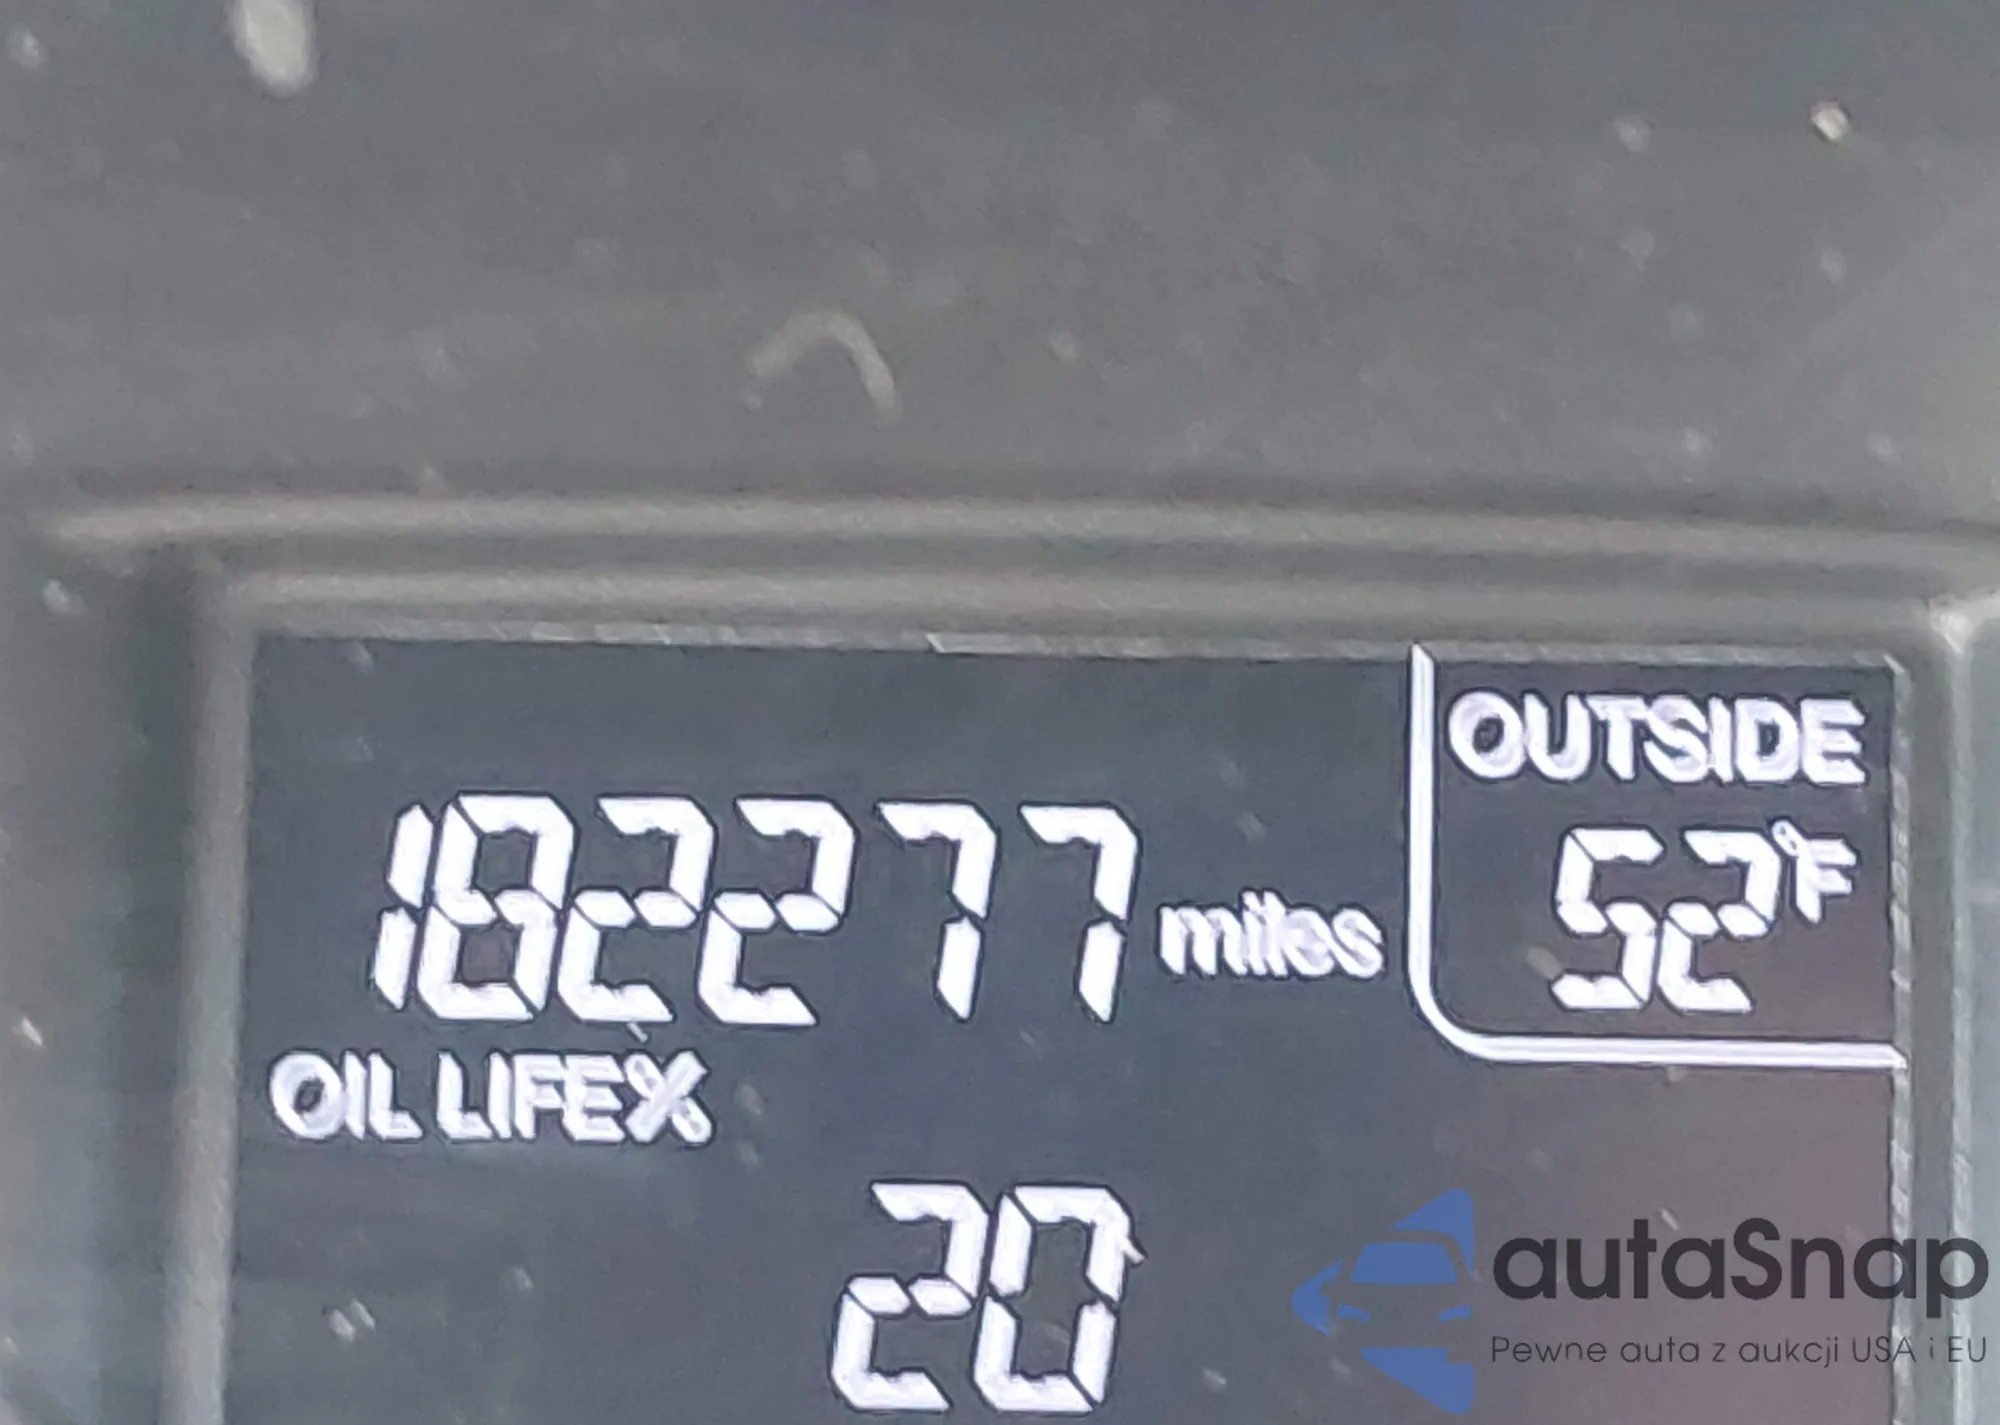 OUTSIDE
182277 miles
52°F
OIL LIFE%
20
autaSnap
Pewne auta z aukcji USA i EU